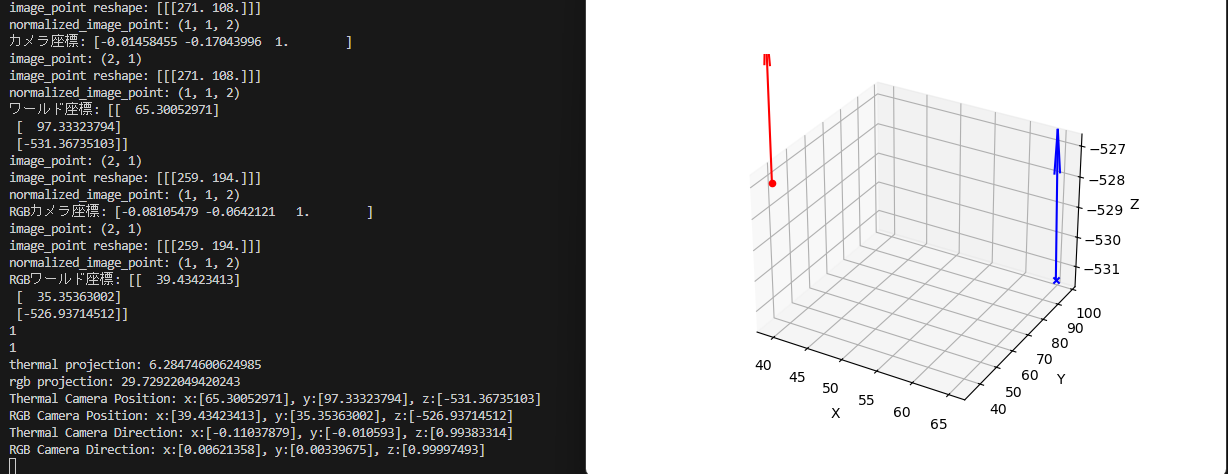 image_point reshape: [[[271. 108.]]]
normalized_image_point: (1, 1, 2)
カメラ座標: [-0.01458455 -0.17043996  1.        ]
image_point: (2, 1)
image_point reshape: [[[271. 108.]]]
normalized_image_point: (1, 1, 2)
ワールド座標: [[  65.30052971]
 [  97.33323794]
 [-531.36735103]]
image_point: (2, 1)
image_point reshape: [[[259. 194.]]]
normalized_image_point: (1, 1, 2)
RGBカメラ座標: [-0.08105479 -0.0642121   1.        ]
image_point: (2, 1)
image_point reshape: [[[259. 194.]]]
normalized_image_point: (1, 1, 2)
RGBワールド座標: [[  39.43423413]
 [  35.35363002]
 [-526.93714512]]
1
1
thermal projection: 6.28474600624985
rgb projection: 29.72922049420243
Thermal Camera Position: x:[65.30052971], y:[97.33323794], z:[-531.36735103]
RGB Camera Position: x:[39.43423413], y:[35.35363002], z:[-526.93714512]
Thermal Camera Direction: x:[-0.11037879], y:[-0.010593], z:[0.99383314]
RGB Camera Direction: x:[0.00621358], y:[0.00339675], z:[0.99997493]
−527
−528
−529
Z
−530
−531
100
90
80
70
60
50
40
Y
40
45
50
55
60
65
X